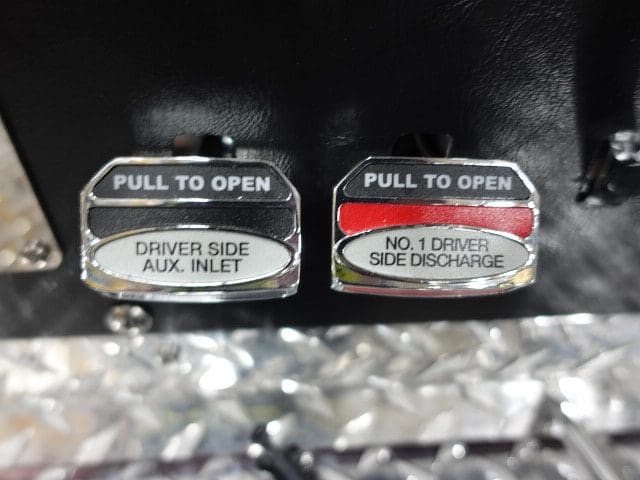 PULL TO OPEN
DRIVER SIDE
AUX. INLET
PULL TO OPEN
NO. 1 DRIVER
SIDE DISCHARGE